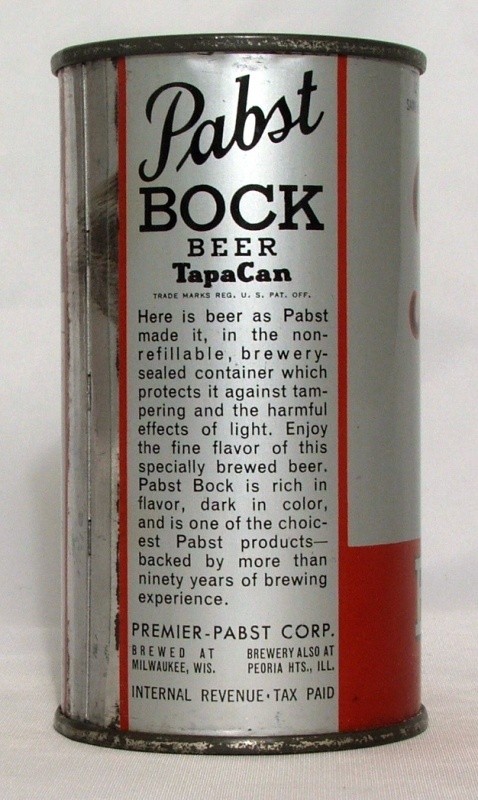 Pabst
BOCK
BEER
TapaCan
TRADE MARKS REG. U. S. PAT. OFF.
Here is beer as Pabst
made it, in the non-
refillable, brewery-
sealed container which
protects it against tam-
pering and the harmful
effects of light. Enjoy
the fine flavor of this
specially brewed beer.
Pabst Bock is rich in
flavor, dark in color,
and is one of the choic-
est Pabst products—
backed by more than
ninety years of brewing
experience.
PREMIER-PABST CORP.
BREWED AT BREWERY ALSO AT
MILWAUKEE, WIS. PEORIA HTS., ILL.
INTERNAL REVENUE·TAX PAID